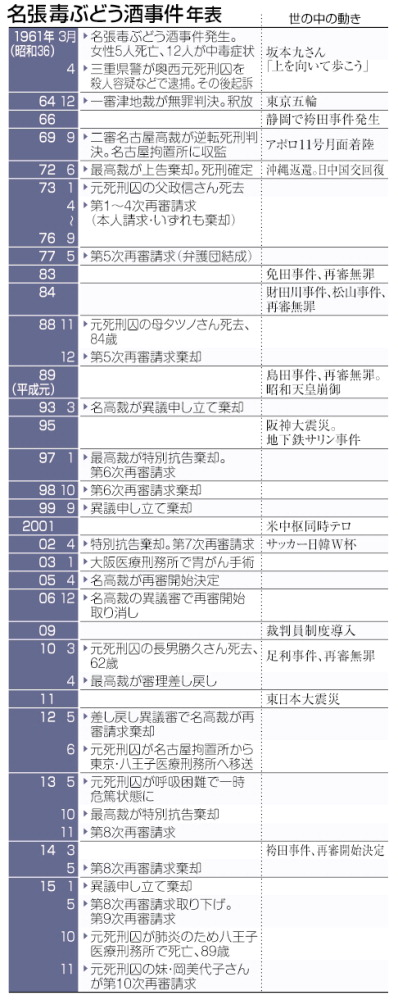 名張毒ぶどう酒事件 年表
世の中の動き
1961年 3月 ▶名張毒ぶどう酒事件発生。
(昭和36) 女性5人死亡、12人が中毒症状
坂本九さん
「上を向いて歩こう」
4 ▶三重県警が奥西元死刑囚を
殺人容疑などで逮捕。その後起訴
64 12 ▶一審津地裁が無罪判決。釈放 東京五輪
66 静岡で袴田事件発生
69 9 ▶二審名古屋高裁が逆転死刑判
決。名古屋拘置所に収監
アポロ11号月面着陸
72 6 ▶最高裁が上告棄却。死刑確定 沖縄返還。日中国交回復
73 1 ▶元死刑囚の父政信さん死去
4 ▶第1〜4次再審請求
〜 (本人請求・いずれも棄却)
76 9
77 5 ▶第5次再審請求(弁護団結成)
83 免田事件、再審無罪
84 財田川事件、松山事件、
再審無罪
88 11 ▶元死刑囚の母タツノさん死去、
84歳
12 ▶第5次再審請求棄却
89 島田事件、再審無罪。
(平成元) 昭和天皇崩御
93 3 ▶名高裁が異議申し立て棄却
95 阪神大震災。
地下鉄サリン事件
97 1 ▶最高裁が特別抗告棄却。
第6次再審請求
98 10 ▶第6次再審請求棄却
99 9 ▶異議申し立て棄却
2001 米中枢同時テロ
02 4 ▶特別抗告棄却。第7次再審請求 サッカー日韓W杯
03 1 ▶大阪医療刑務所で胃がん手術
05 4 ▶名高裁が再審開始決定
06 12 ▶名高裁の異議審で再審開始
取り消し
09 裁判員制度導入
10 3 ▶元死刑囚の長男勝久さん死去、
62歳
足利事件、再審無罪
4 ▶最高裁が審理差し戻し
11 東日本大震災
12 5 ▶差し戻し異議審で名高裁が再
審請求棄却
6 ▶元死刑囚が名古屋拘置所から
東京・八王子医療刑務所へ移送
13 5 ▶元死刑囚が呼吸困難で一時
危篤状態に
10 ▶最高裁が特別抗告棄却
11 ▶第8次再審請求
14 3 袴田事件、再審開始決定
5 ▶第8次再審請求棄却
15 1 ▶異議申し立て棄却
5 ▶第8次再審請求取り下げ。
第9次再審請求
10 ▶元死刑囚が肺炎のため八王子
医療刑務所で死亡、89歳
11 ▶元死刑囚の妹・岡美代子さん
が第10次再審請求